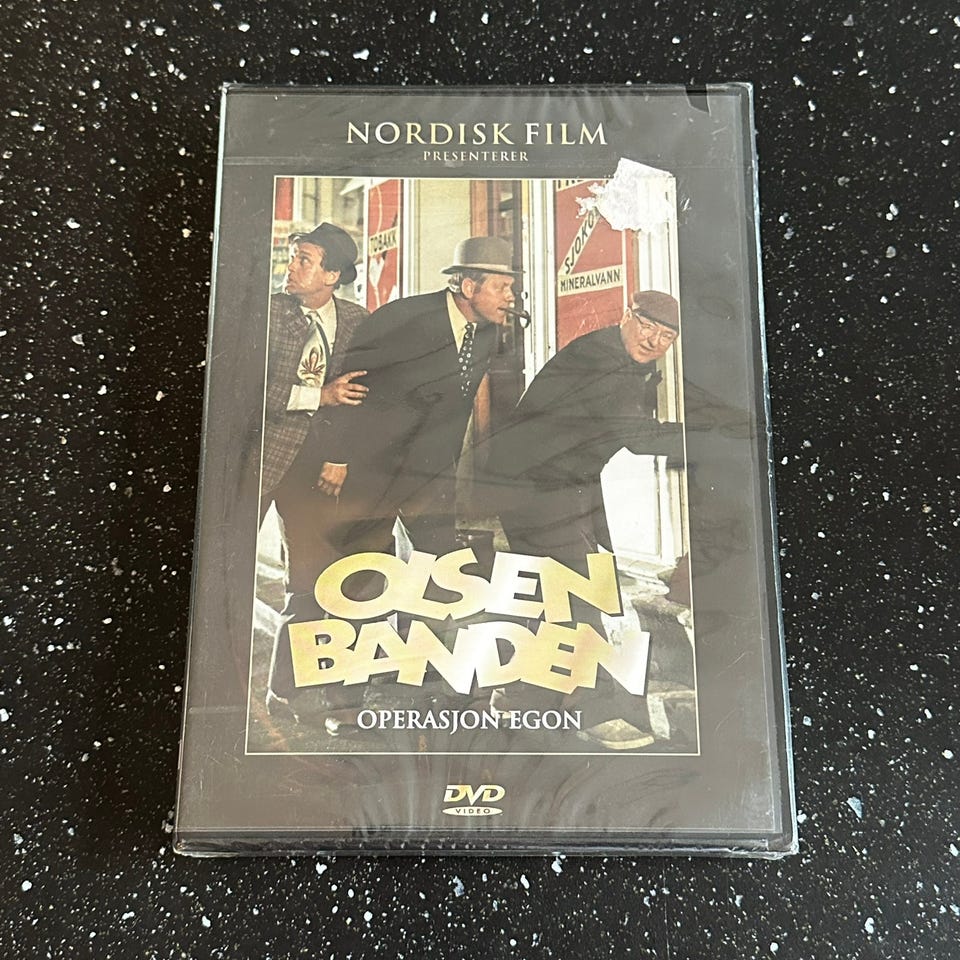 NORDISK FILM
PRESENTERER
TOBAKK
SJOKO
MINERALVANN
OLSEN
BANDEN
OPERASJON EGON
DVD
VIDEO